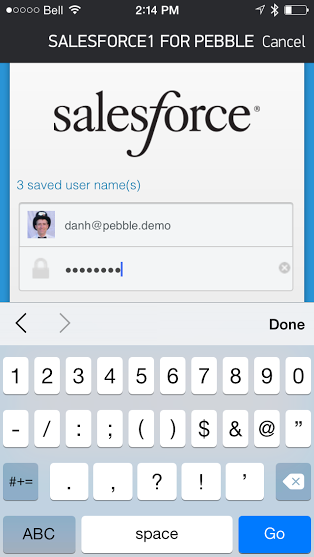 Bell 2:14 PM
SALESFORCE1 FOR PEBBLE Cancel
salesforce®
3 saved user name(s)
danh@pebble.demo
••••••••
Done
1 2 3 4 5 6 7 8 9 0
- / : ; ( ) $ & @ ”
#+= . , ? ! ’
ABC space Go